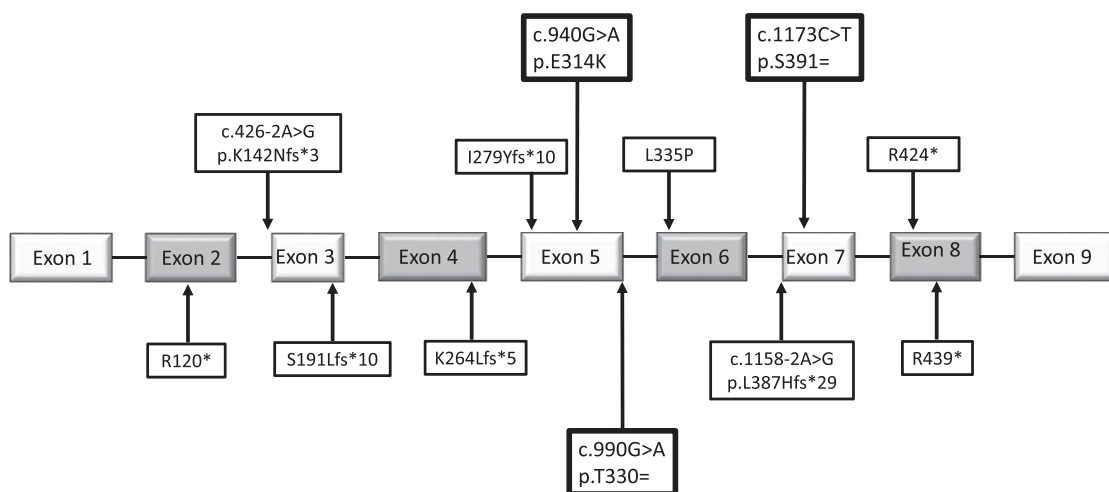 c.940G>A
p.E314K
c.1173C>T
p.S391=
c.426-2A>G
p.K142Nfs*3
I279Yfs*10
L335P
R424*
Exon 1
Exon 2
Exon 3
Exon 4
Exon 5
Exon 6
Exon 7
Exon 8
Exon 9
R120*
S191Lfs*10
K264Lfs*5
c.1158-2A>G
p.L387Hfs*29
R439*
c.990G>A
p.T330=